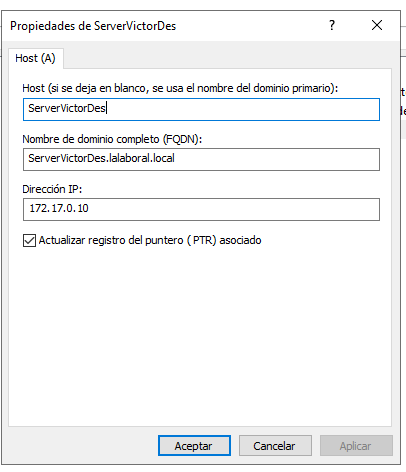 Propiedades de ServerVictorDes
Host (A)
Host (si se deja en blanco, se usa el nombre del dominio primario):
ServerVictorDes
Nombre de dominio completo (FQDN):
ServerVictorDes.lalaboral.local
Dirección IP:
172.17.0.10
Actualizar registro del puntero (PTR) asociado
Aceptar
Cancelar
Aplicar